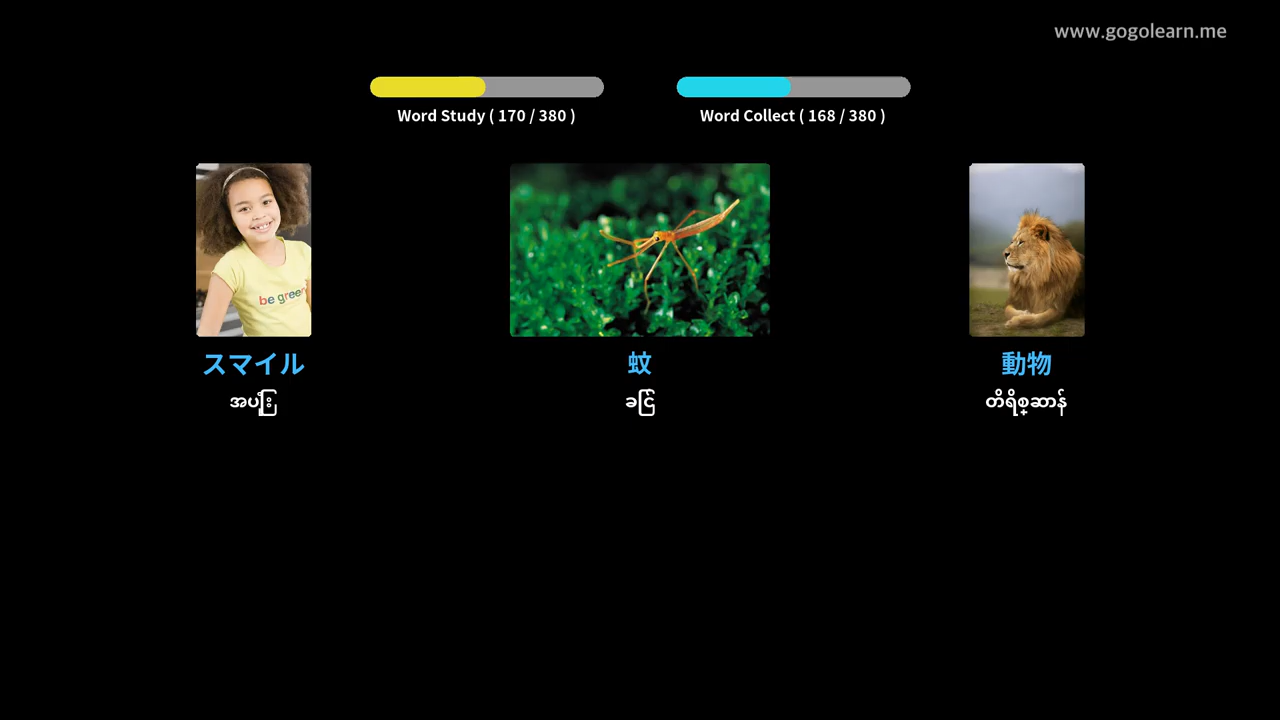 www.gogolearn.me
Word Study ( 170 / 380 )
Word Collect ( 168 / 380 )
be green
スマイル
蚊
動物
အပြုံး
ခြင်
တိရိစ္ဆာန်